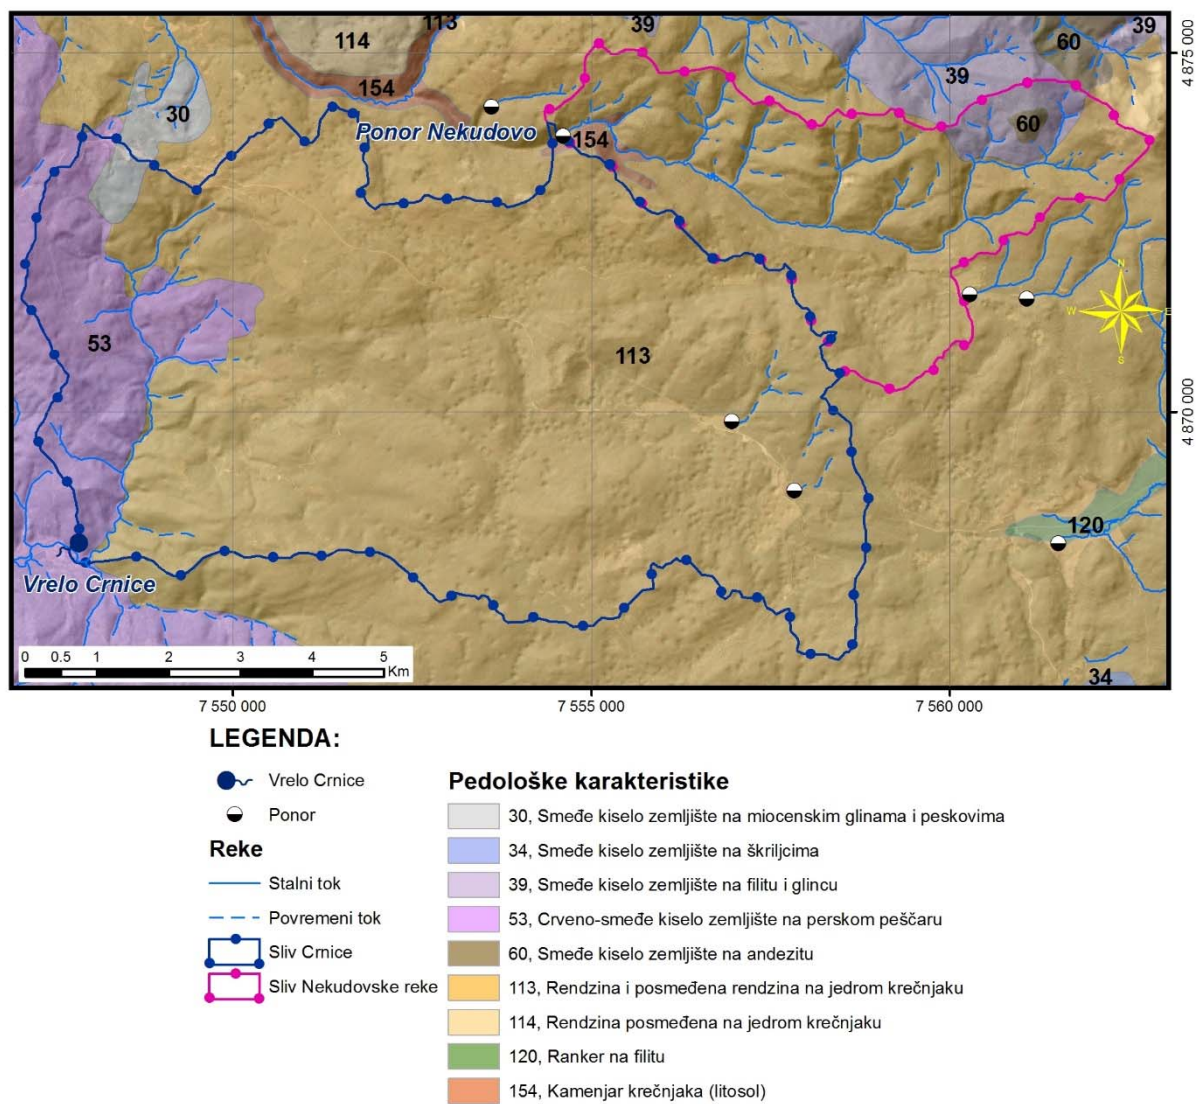 113
39
60
39
4 875 000
114
39
154
30
60
Ponor Nekudovo
154
N
W
E
S
53
113
4 870 000
120
Vrelo Crnice
0 0.5 1 2 3 4 5
Km
34
7 550 000
7 555 000
7 560 000
LEGENDA:
Vrelo Crnice
Ponor
Reke
Stalni tok
Povremeni tok
Sliv Crnice
Sliv Nekudovske reke
Pedološke karakteristike
30, Smeđe kiselo zemljište na miocenskim glinama i peskovima
34, Smeđe kiselo zemljište na škriljcima
39, Smeđe kiselo zemljište na filitu i glincu
53, Crveno-smeđe kiselo zemljište na perskom peščaru
60, Smeđe kiselo zemljište na andezitu
113, Rendzina i posmeđena rendzina na jedrom krečnjaku
114, Rendzina posmeđena na jedrom krečnjaku
120, Ranker na filitu
154, Kamenjar krečnjaka (litosol)